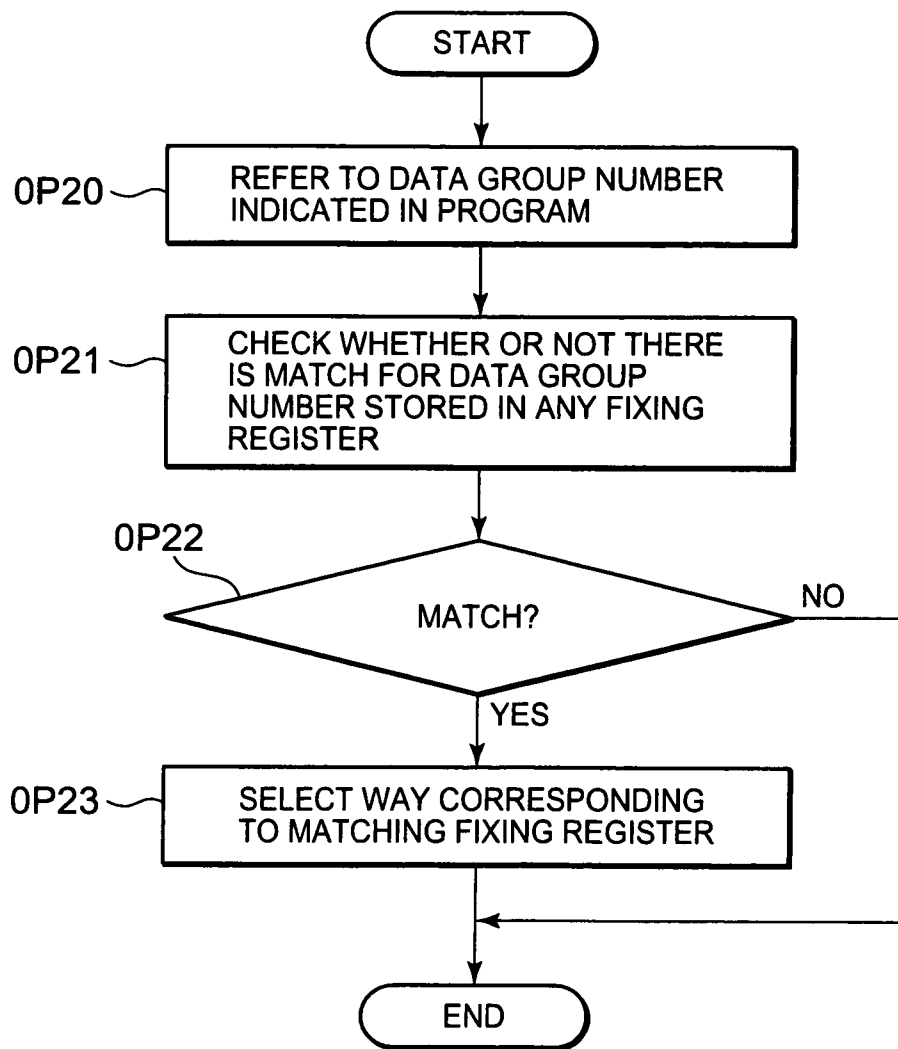 START
0P20
REFER TO DATA GROUP NUMBER
INDICATED IN PROGRAM
0P21
CHECK WHETHER OR NOT THERE
IS MATCH FOR DATA GROUP
NUMBER STORED IN ANY FIXING
REGISTER
0P22
MATCH?
NO
YES
0P23
SELECT WAY CORRESPONDING
TO MATCHING FIXING REGISTER
END